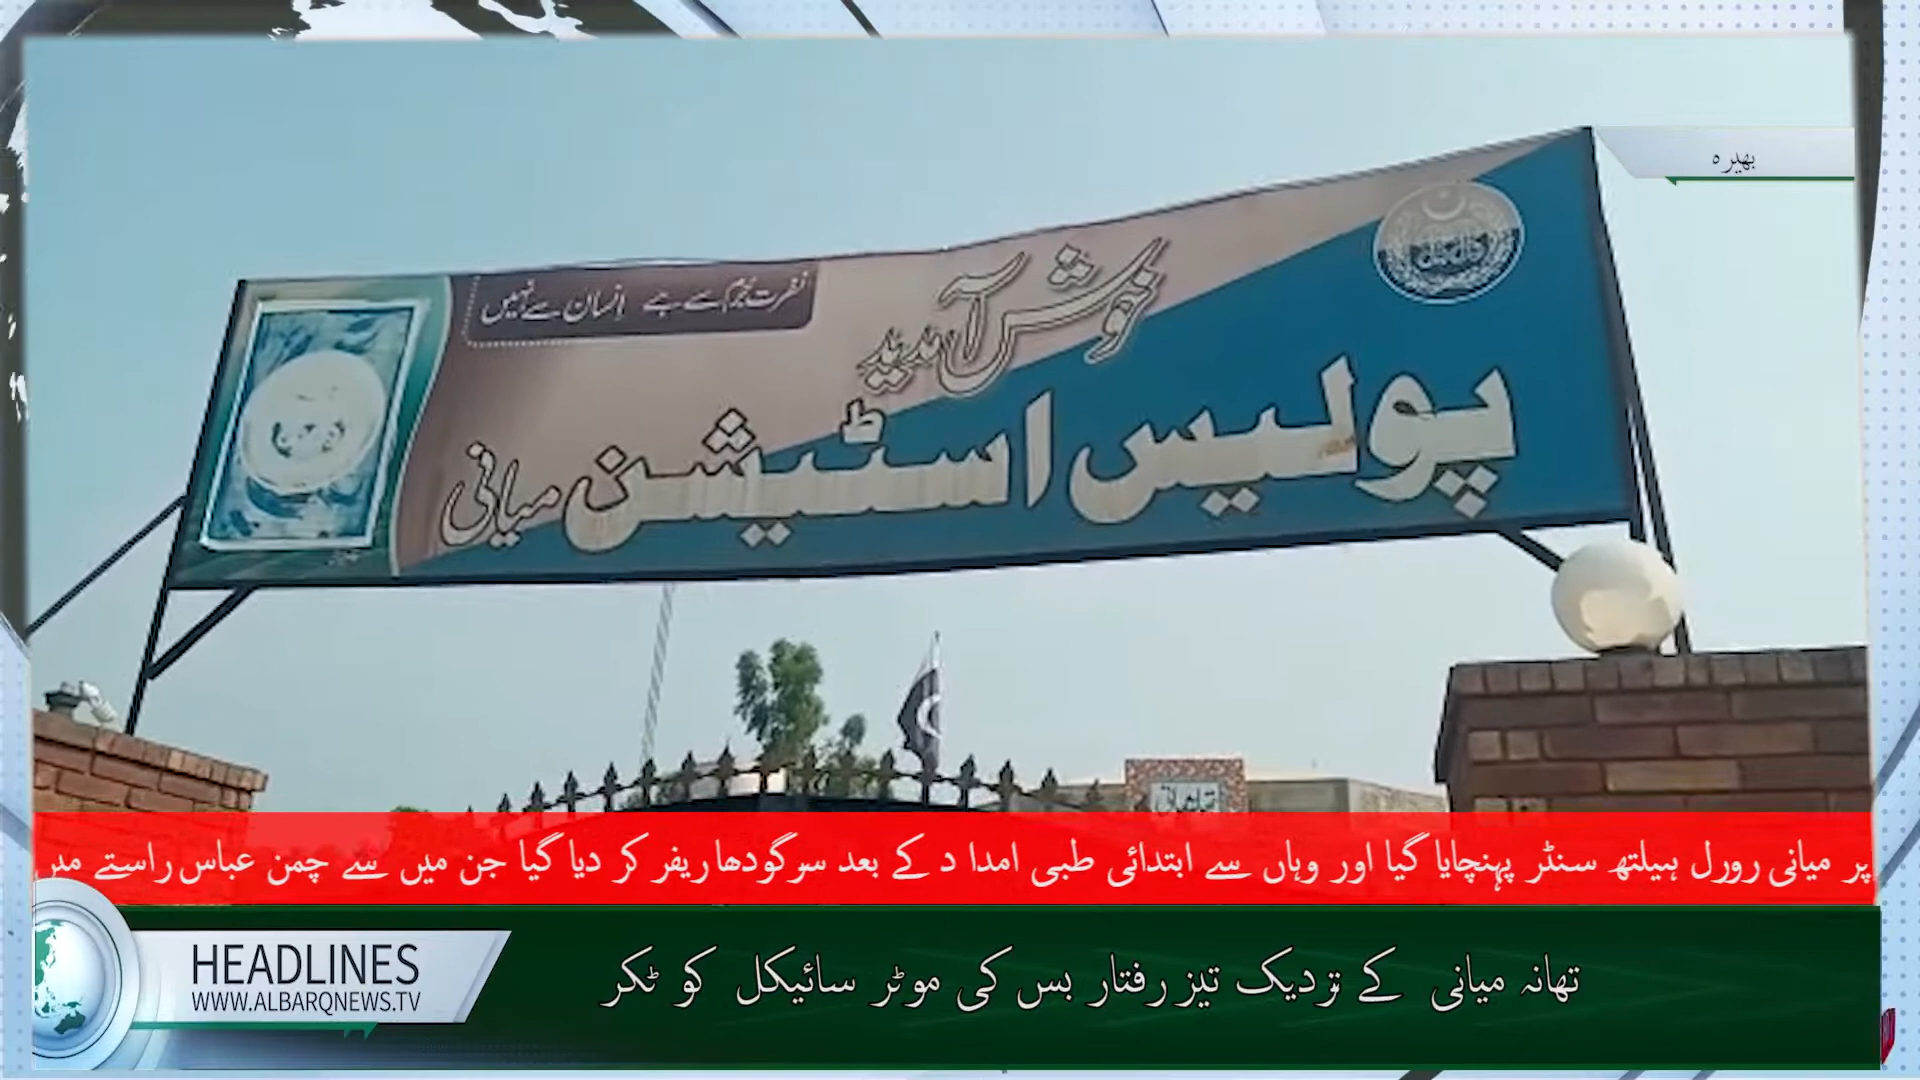 بھیرہ
نفرت جرم سے ہے انسان سے نہیں
خوش آمدید
پولیس اسٹیشن میانی
پر میانی رورل ہیلتھ سنٹر پہنچایا گیا اور وہاں سے ابتدائی طبی امدا د کے بعد سرگودھا ریفر کر دیا گیا جن میں سے چمن عباس راستے میں
HEADLINES
WWW.ALBARQNEWS.TV
تھانہ میانی کے نزدیک تیز رفتار بس کی موٹر سائیکل کو ٹکر